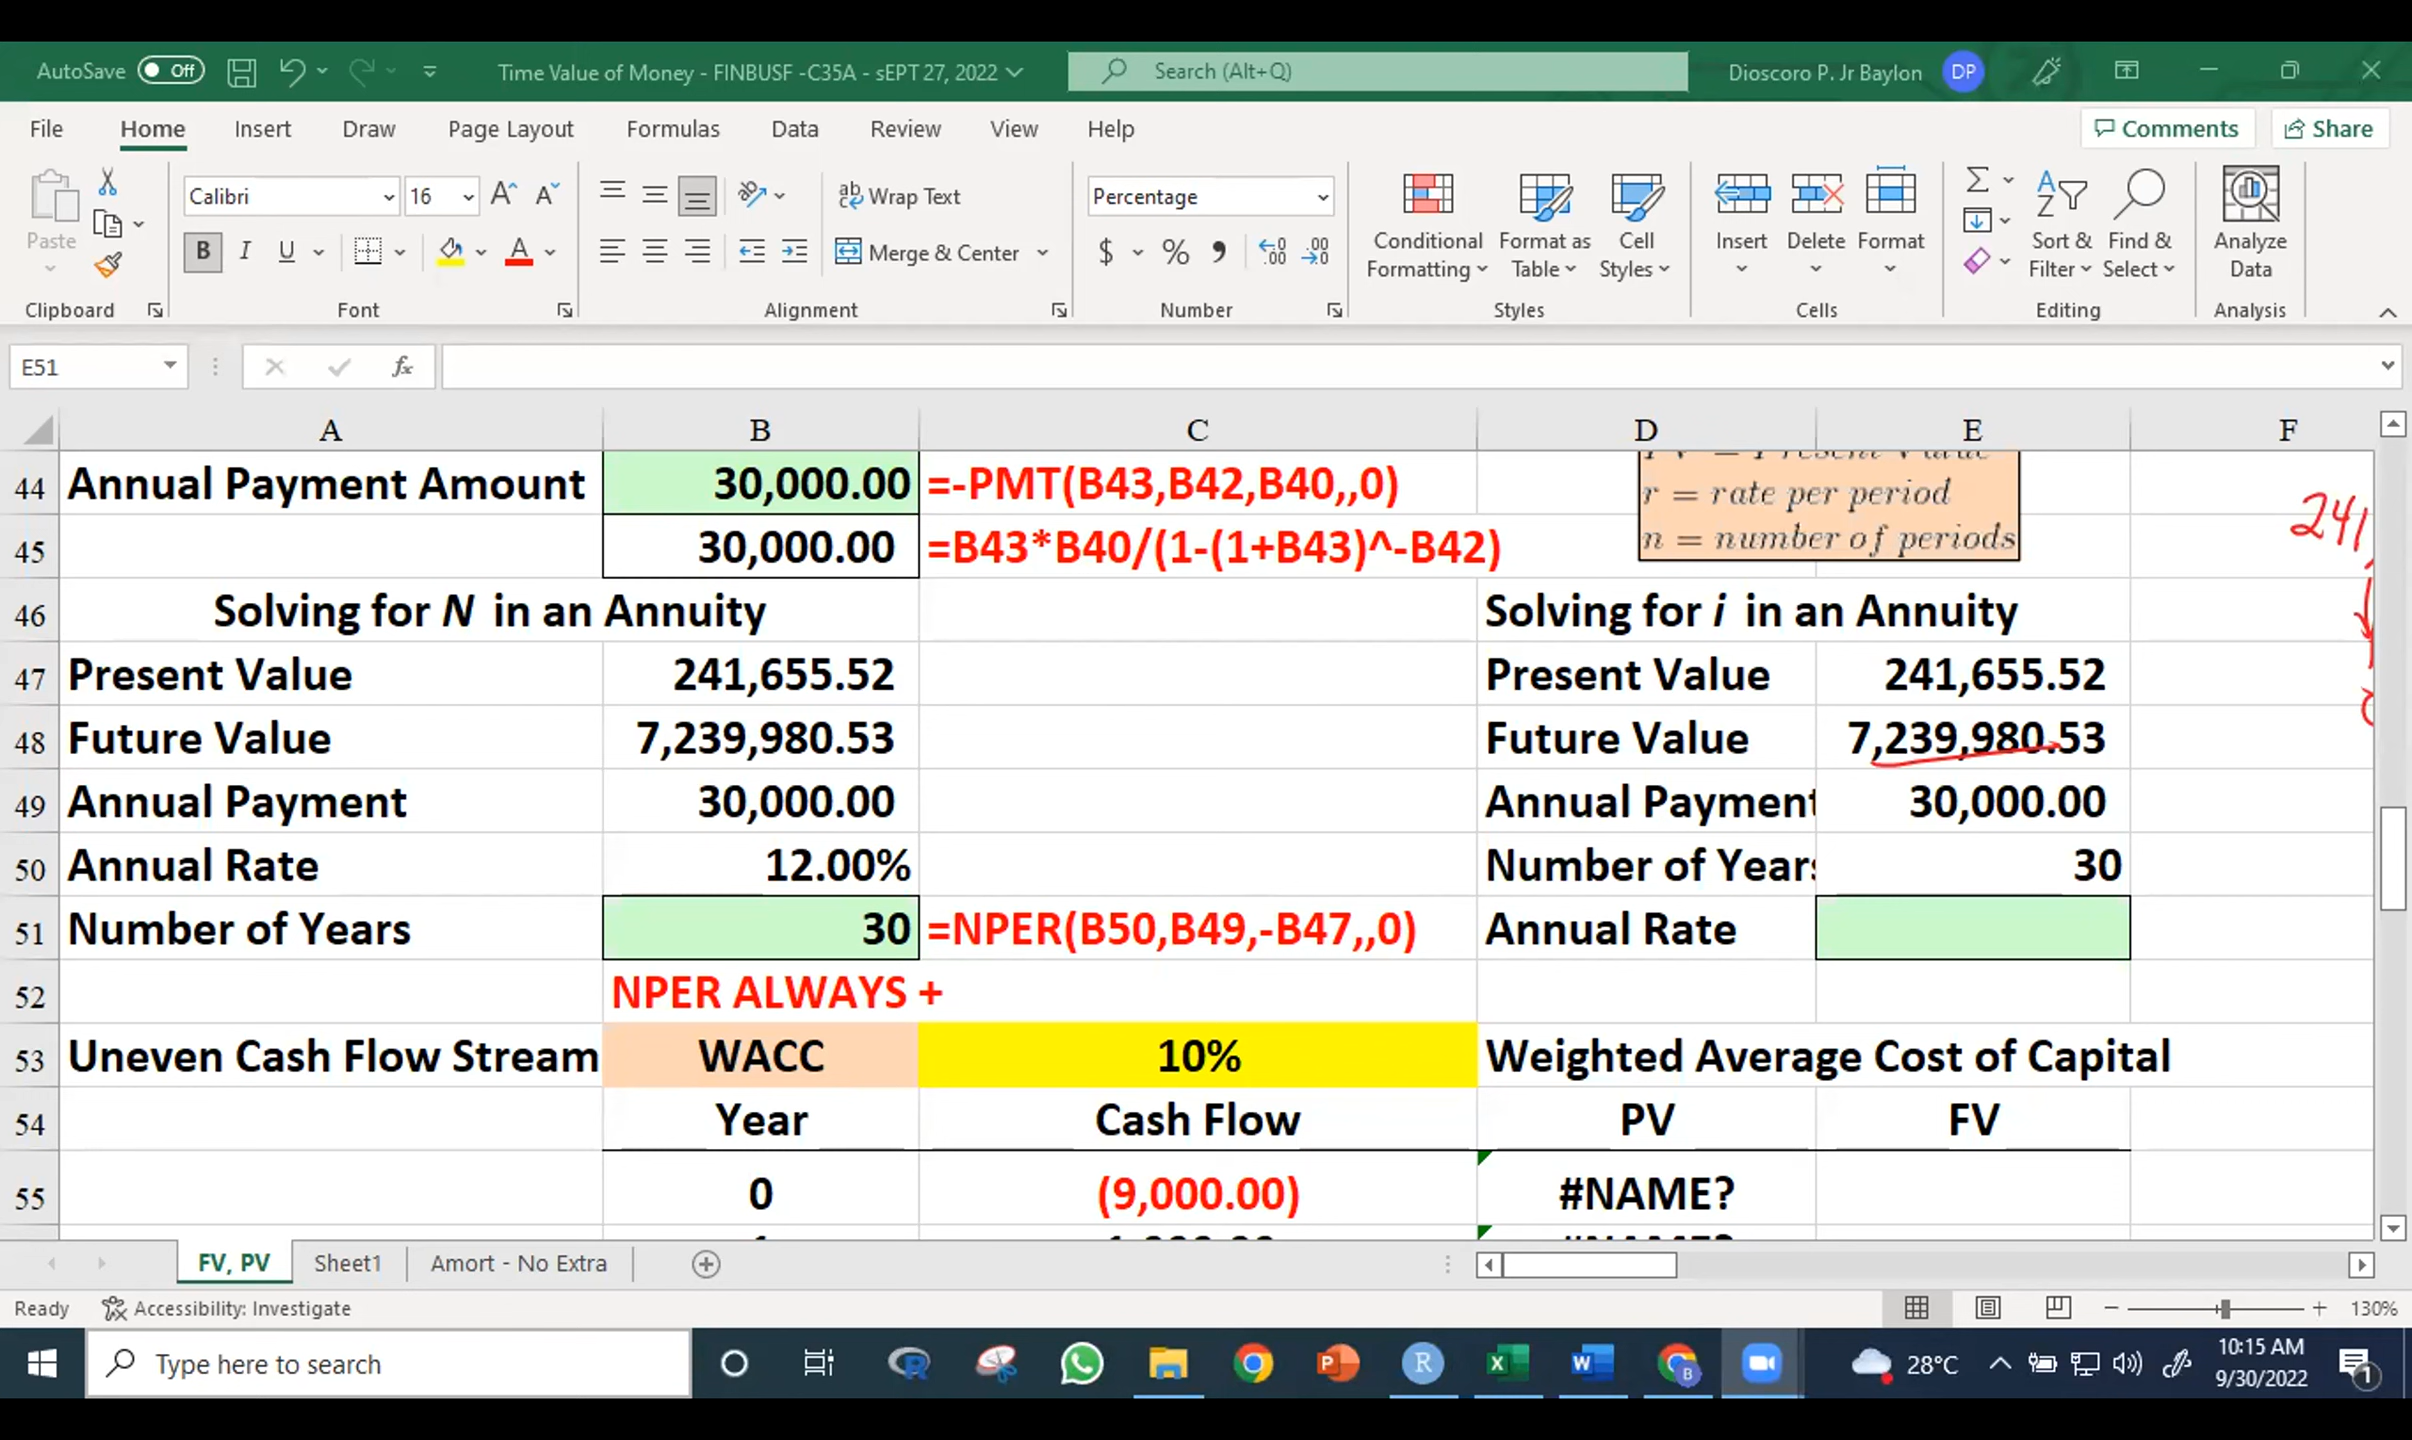 AutoSave Off Time Value of Money - FINBUSF -C35A - sEPT 27, 2022 Search (Alt+Q) Dioscoro P. Jr Baylon DP
File Home Insert Draw Page Layout Formulas Data Review View Help Comments Share
Calibri 16 Wrap Text Percentage
Paste Merge & Center $ % Conditional Formatting Format as Table Cell Styles Insert Delete Format Sort & Filter Find & Select Analyze Data
Clipboard Font Alignment Number Styles Cells Editing Analysis
E51 fx
A B C D E F
44 Annual Payment Amount 30,000.00 =-PMT(B43,B42,B40,,0) r = rate per period 241,
45 30,000.00 =B43*B40/(1-(1+B43)^-B42) n = number of periods
46 Solving for N in an Annuity Solving for i in an Annuity
47 Present Value 241,655.52 Present Value 241,655.52
48 Future Value 7,239,980.53 Future Value 7,239,980.53
49 Annual Payment 30,000.00 Annual Payment 30,000.00
50 Annual Rate 12.00% Number of Years 30
51 Number of Years 30 =NPER(B50,B49,-B47,,0) Annual Rate
52 NPER ALWAYS +
53 Uneven Cash Flow Stream WACC 10% Weighted Average Cost of Capital
54 Year Cash Flow PV FV
55 0 (9,000.00) #NAME?
FV, PV Sheet1 Amort - No Extra
Ready Accessibility: Investigate 130%
Type here to search 28°C 10:15 AM
9/30/2022